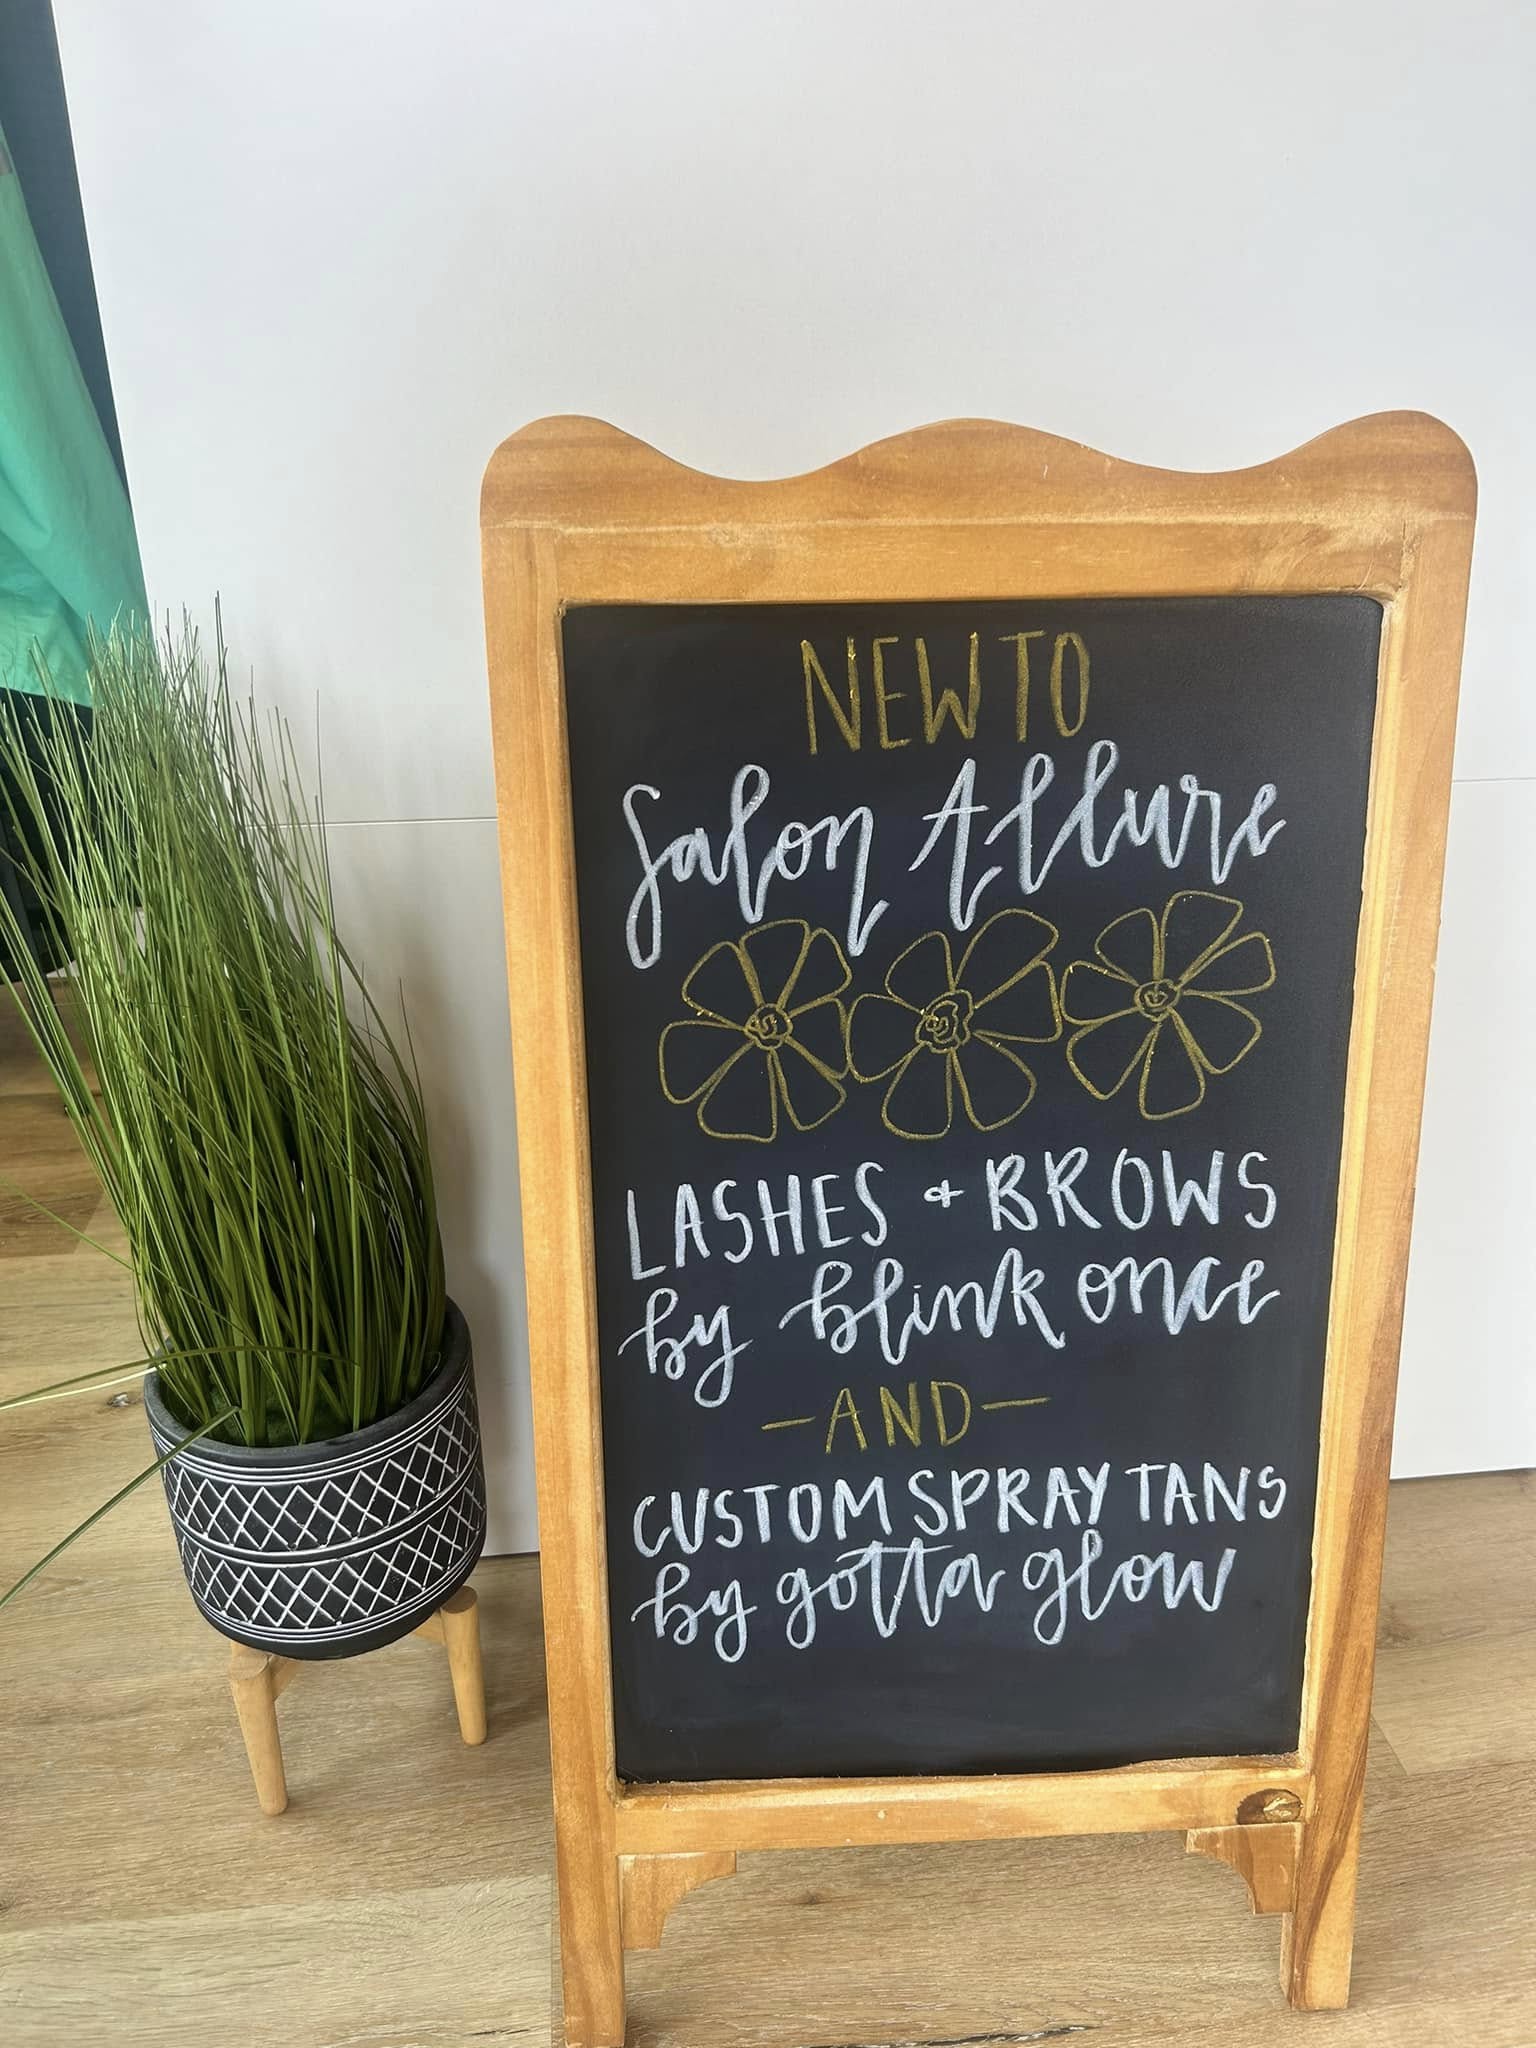 NEW TO
Salon Allure
LASHES + BROWS
by blink once
-AND-
CUSTOM SPRAY TANS
by gotta glow